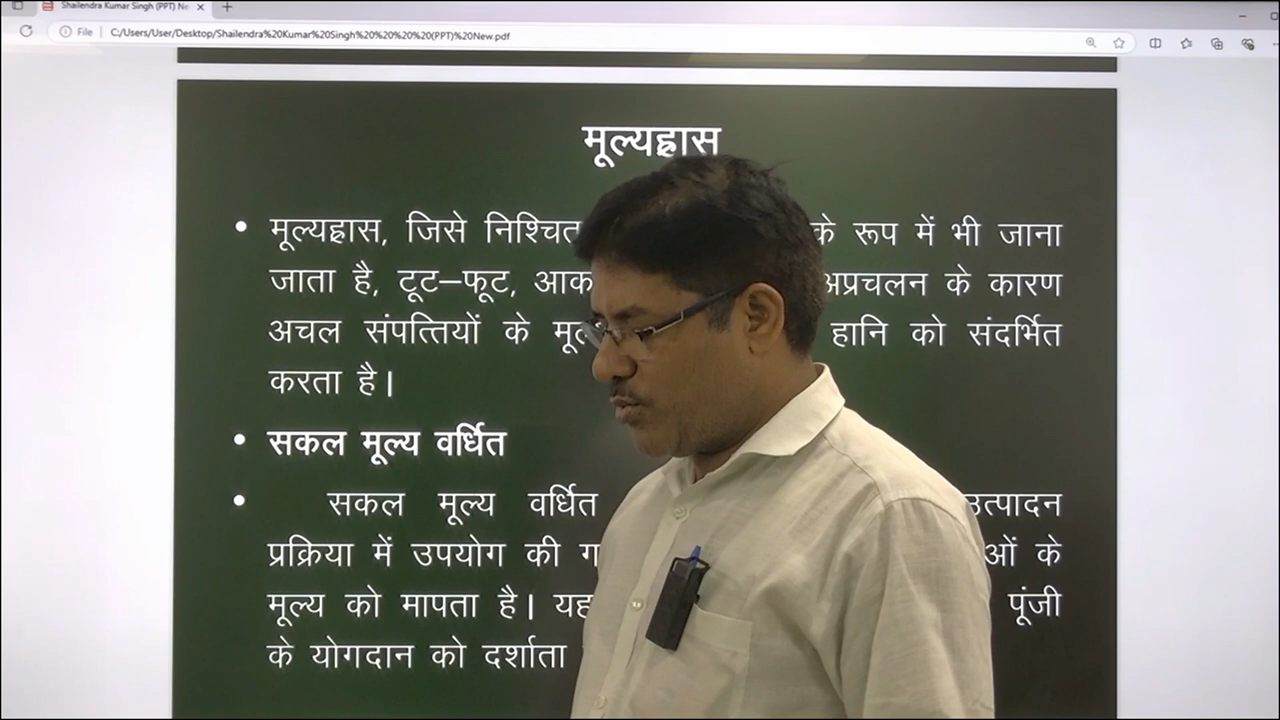 Shailendra Kumar Singh (PPT) Ne
File
C:/Users/User/Desktop/Shailendra%20Kumar%20Singh%20%20%20%20(PPT)%20New.pdf
मूल्यह्रास
• मूल्यह्रास, जिसे निश्चित के रूप में भी जाना
जाता है, टूट–फूट, अप्रचलन के कारण
अचल संपत्तियों के हानि को संदर्भित
करता है।
• सकल मूल्य वर्धित
• सकल मूल्य वर्धित उत्पादन
प्रक्रिया में उपयोग की के
मूल्य को मापता है। यह पूंजी
के योगदान को दर्शाता